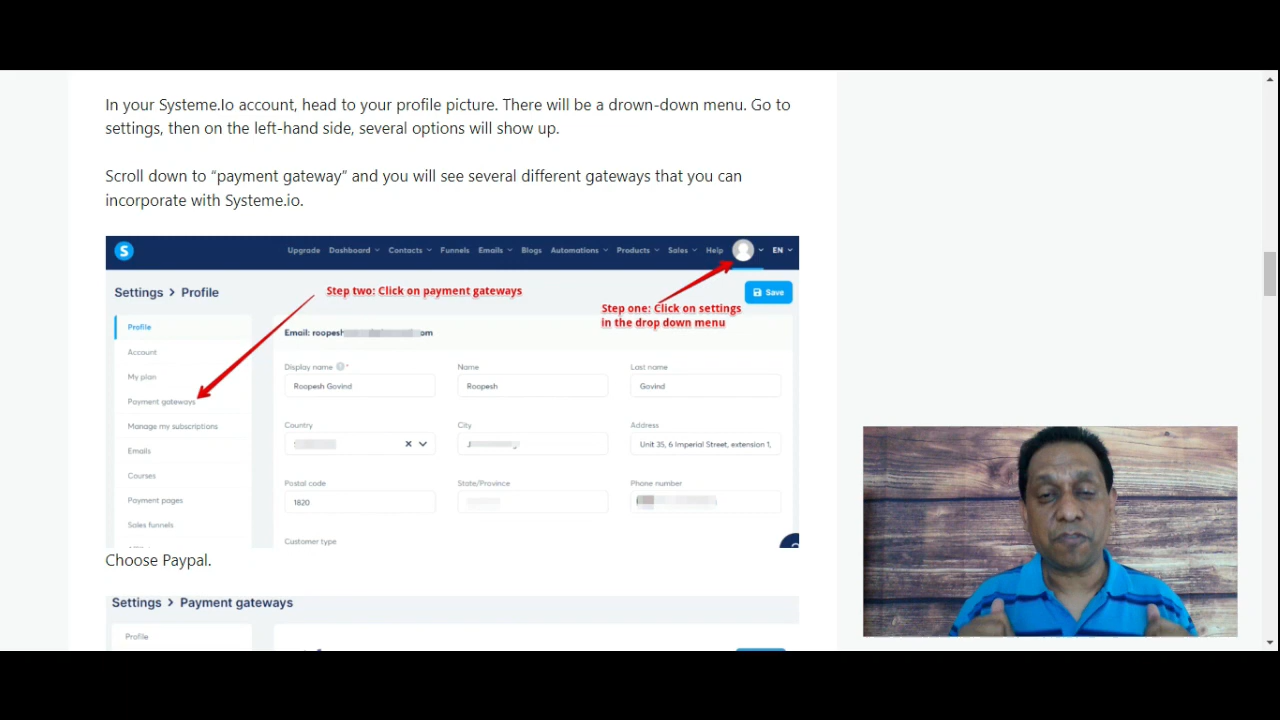 In your Systeme.Io account, head to your profile picture. There will be a drown-down menu. Go to
settings, then on the left-hand side, several options will show up.
Scroll down to “payment gateway” and you will see several different gateways that you can
incorporate with Systeme.io.
S
Upgrade Dashboard Contacts Funnels Emails Blogs Automations Products Sales Help EN
Step two: Click on payment gateways
Settings > Profile
Save
Step one: Click on settings
in the drop down menu
Profile
Email: roopesh om
Account
Display name ? *
Name
Last name
My plan
Roopesh Govind
Roopesh
Govind
Payment gateways
Manage my subscriptions
Country
City
Address
Emails
J
Unit 35, 6 Imperial Street, extension 1,
Courses
Postal code
State/Province
Phone number
Payment pages
1820
Sales funnels
Customer type
Choose Paypal.
Settings > Payment gateways
Profile